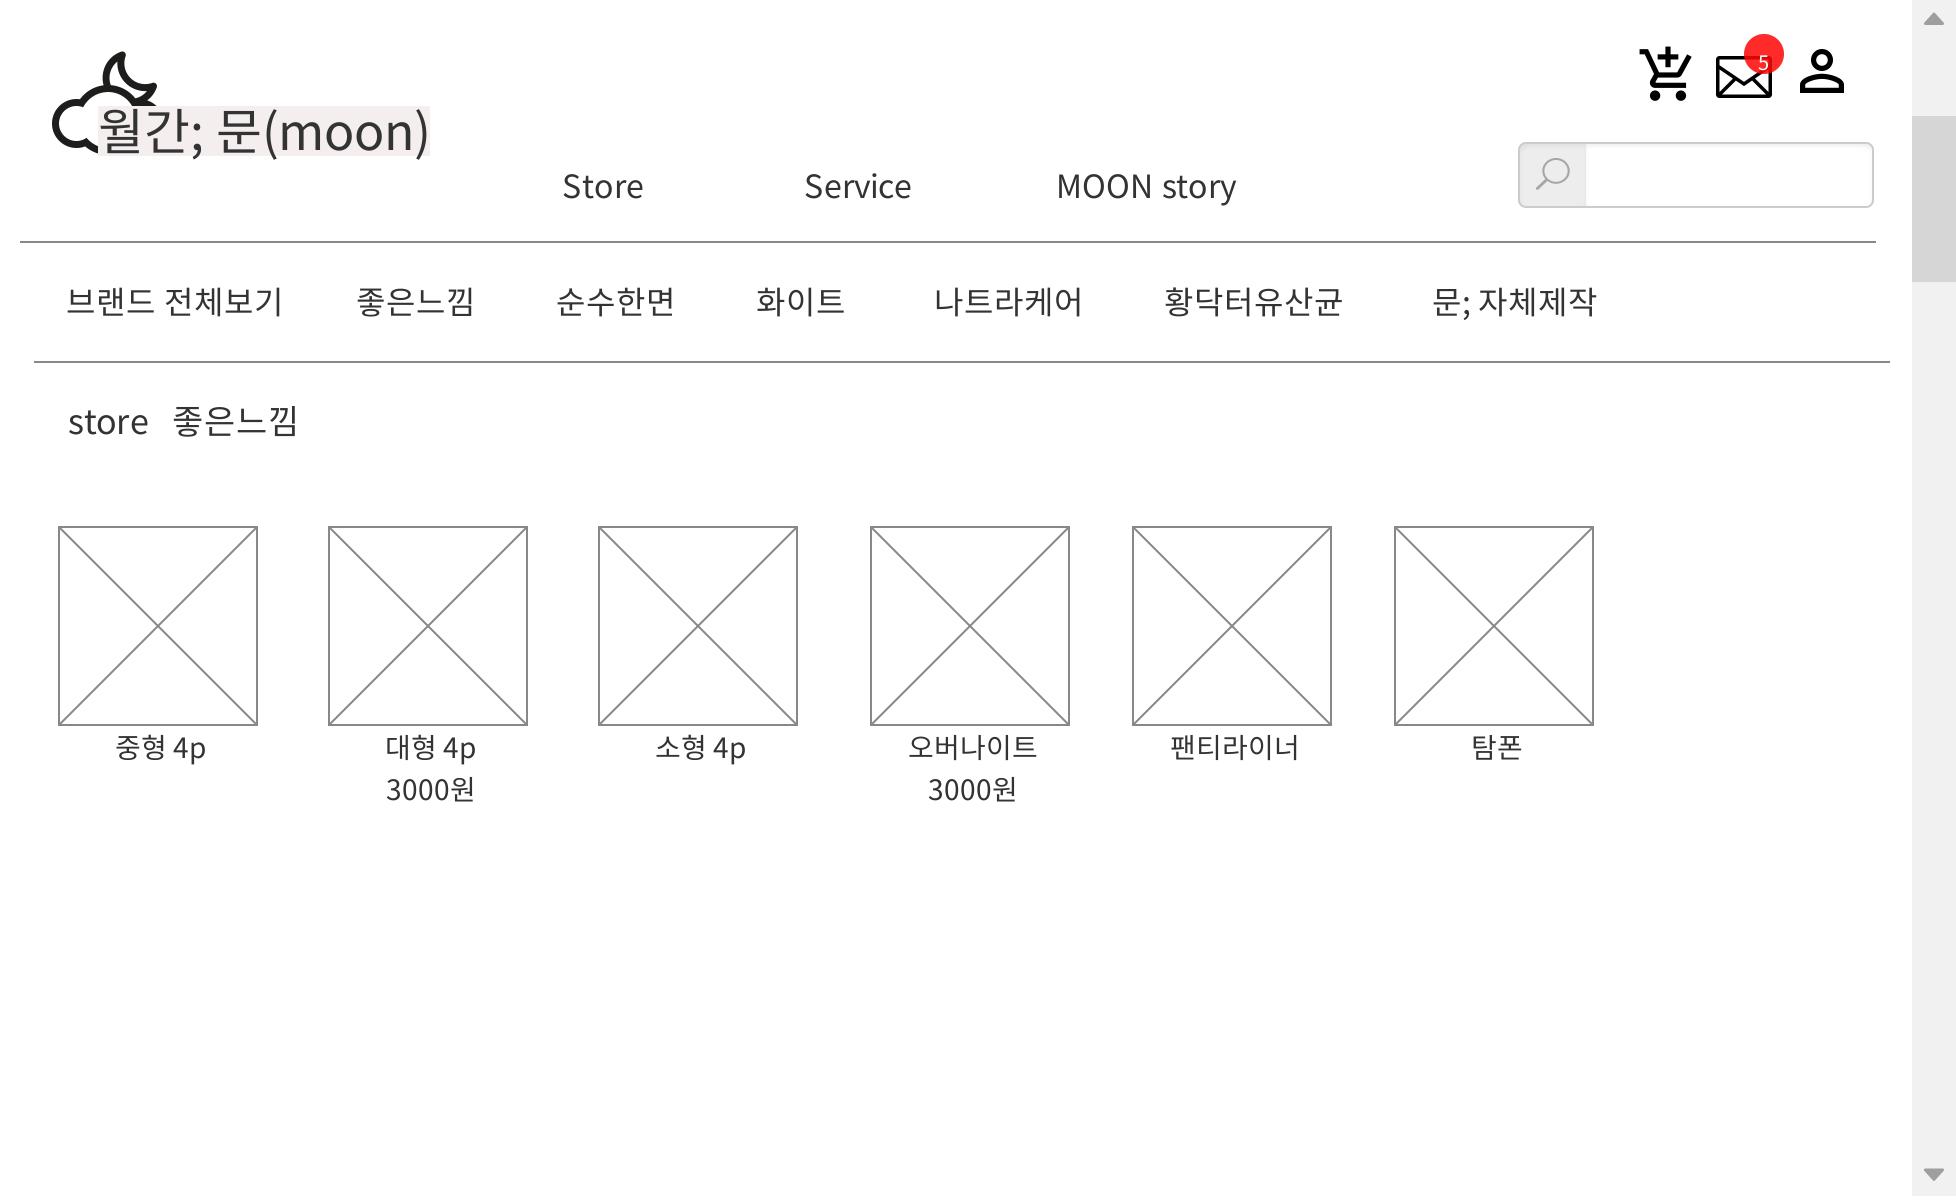 5
월간; 문(moon)
Store Service MOON story
브랜드 전체보기 좋은느낌 순수한면 화이트 나트라케어 황닥터유산균 문; 자체제작
store 좋은느낌
중형 4p 대형 4p 소형 4p 오버나이트 팬티라이너 탐폰
3000원 3000원